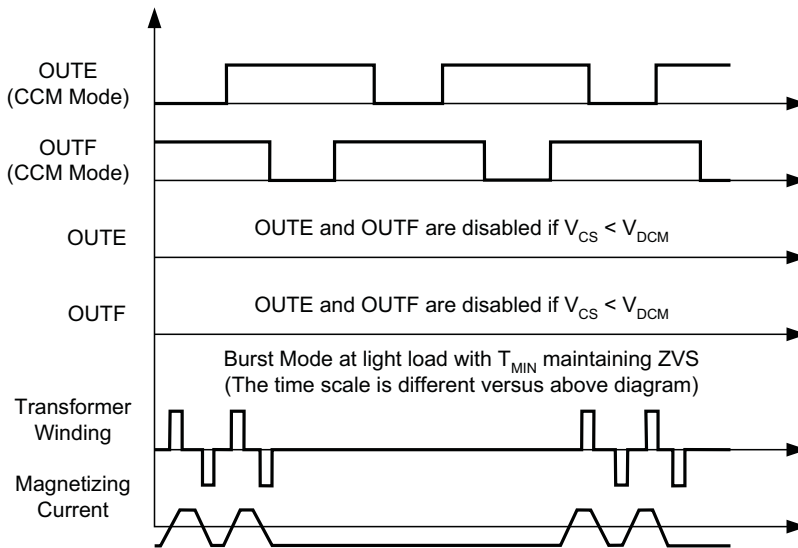 OUTE
(CCM Mode)
OUTF
(CCM Mode)
OUTE
OUTE and OUTF are disabled if V_CS < V_DCM
OUTF
OUTE and OUTF are disabled if V_CS < V_DCM
Burst Mode at light load with T_MIN maintaining ZVS
(The time scale is different versus above diagram)
Transformer
Winding
Magnetizing
Current